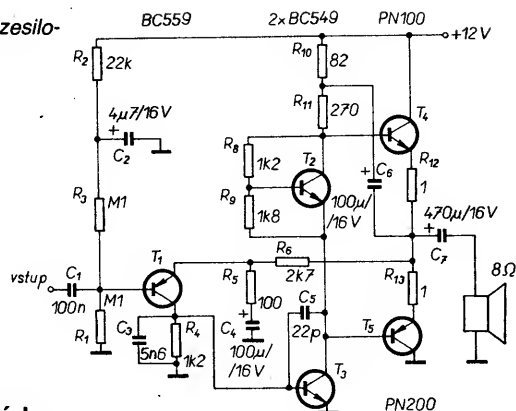 zesilo-
BC559
2xBC549
PN100
+12V
R2
22k
R10
82
R11
270
4µ7/16V
C2
R8
1k2
T2
T4
R3
M1
R9
1k8
C6
100µ/
/16V
R12
1
470µ/16V
C7
8Ω
vstup
C1
100n
M1
R1
T1
R6
2k7
R5
100
C4
100µ/
/16V
C3
5n6
R4
1k2
C5
22p
R13
1
T5
T3
PN200